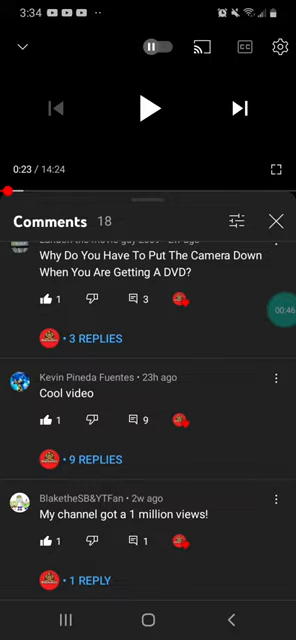 3:34
CC
0:23 / 14:24
Comments 18
Why Do You Have To Put The Camera Down
When You Are Getting A DVD?
1
3
00:46
• 3 REPLIES
Kevin Pineda Fuentes • 23h ago
Cool video
1
9
• 9 REPLIES
BlaketheSB&YTFan • 2w ago
My channel got a 1 million views!
1
1
• 1 REPLY